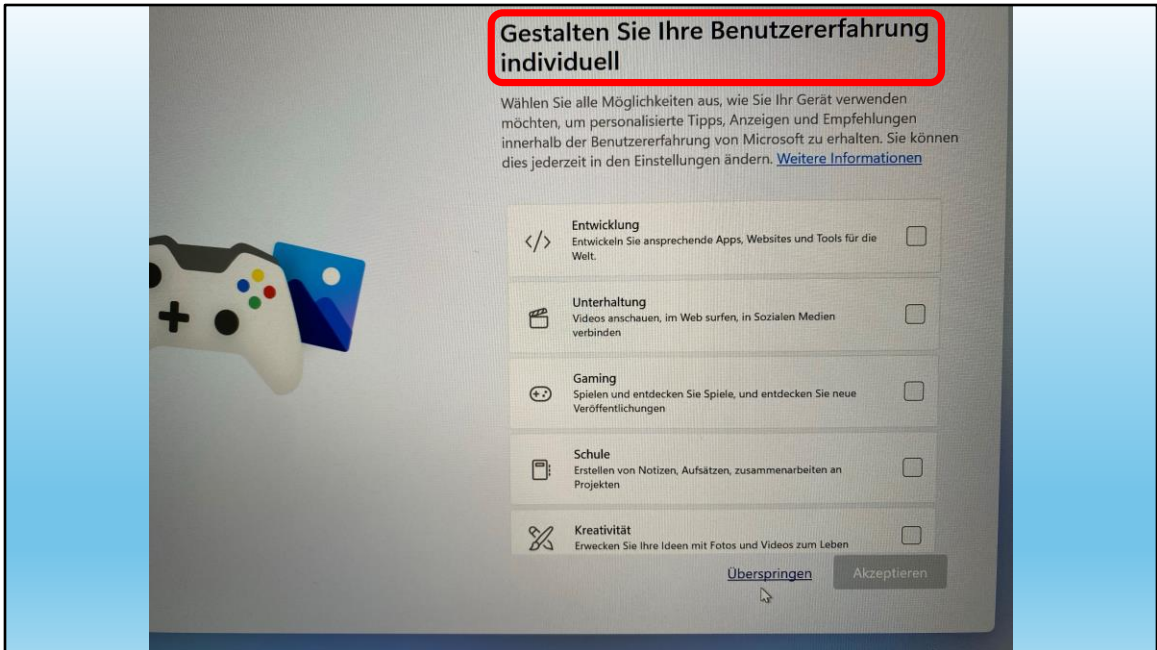 Gestalten Sie Ihre Benutzererfahrung
individuell
Wählen Sie alle Möglichkeiten aus, wie Sie Ihr Gerät verwenden
möchten, um personalisierte Tipps, Anzeigen und Empfehlungen
innerhalb der Benutzererfahrung von Microsoft zu erhalten. Sie können
dies jederzeit in den Einstellungen ändern. Weitere Informationen
Entwicklung
Entwickeln Sie ansprechende Apps, Websites und Tools für die
Welt.
Unterhaltung
Videos anschauen, im Web surfen, in Sozialen Medien
verbinden
Gaming
Spielen und entdecken Sie Spiele, und entdecken Sie neue
Veröffentlichungen
Schule
Erstellen von Notizen, Aufsätzen, zusammenarbeiten an
Projekten
Kreativität
Erwecken Sie Ihre Ideen mit Fotos und Videos zum Leben
Überspringen Akzeptieren